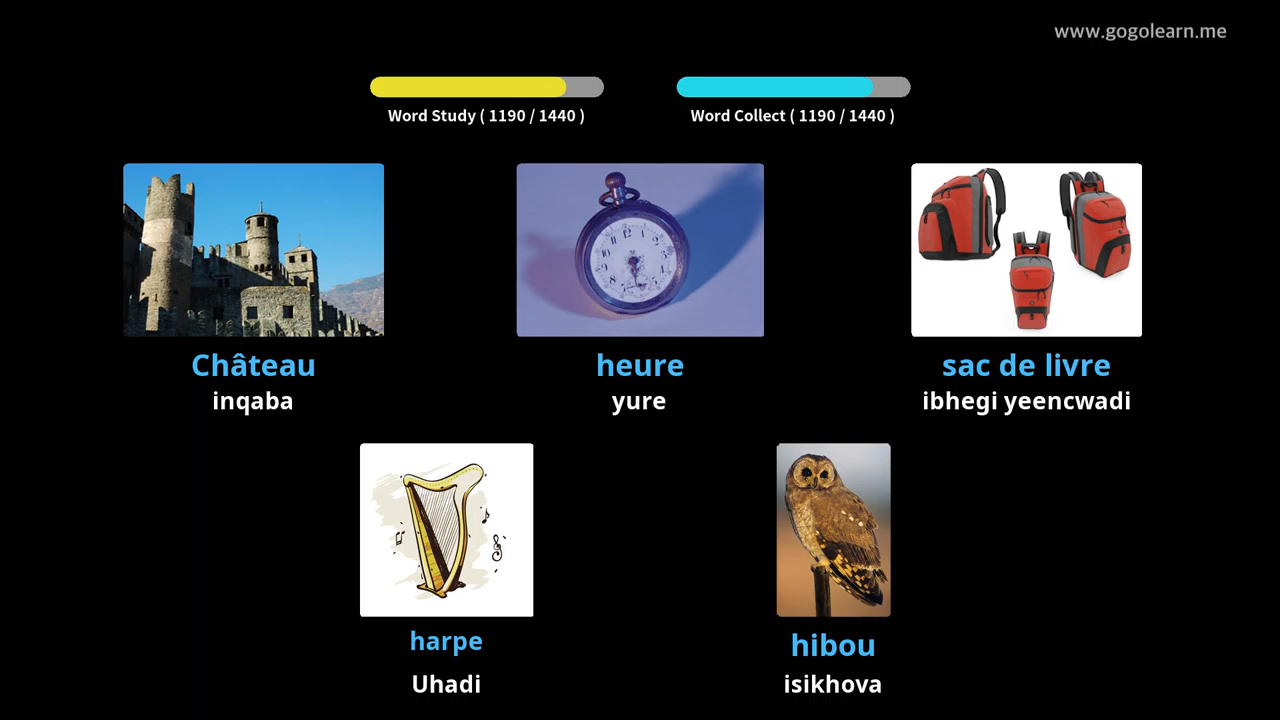 www.gogolearn.me
Word Study ( 1190 / 1440 )
Word Collect ( 1190 / 1440 )
Château
inqaba
heure
yure
sac de livre
ibhegi yeencwadi
harpe
Uhadi
hibou
isikhova